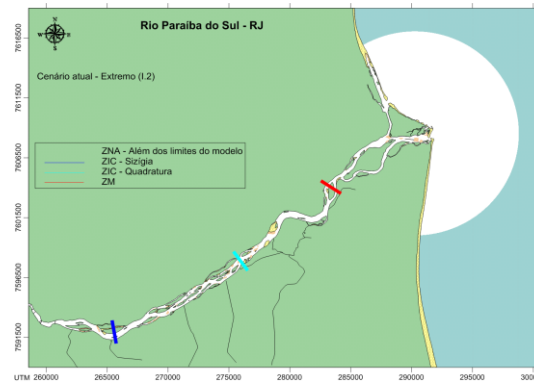 Rio Paraíba do Sul - RJ
N
W E
S
Cenário atual - Extremo (I.2)
ZNA - Além dos limites do modelo
ZIC - Sizígia
ZIC - Quadratura
ZM
7616500
7611500
7606500
7601500
7596500
7591500
UTM 260000 265000 270000 275000 280000 285000 290000 295000 300000